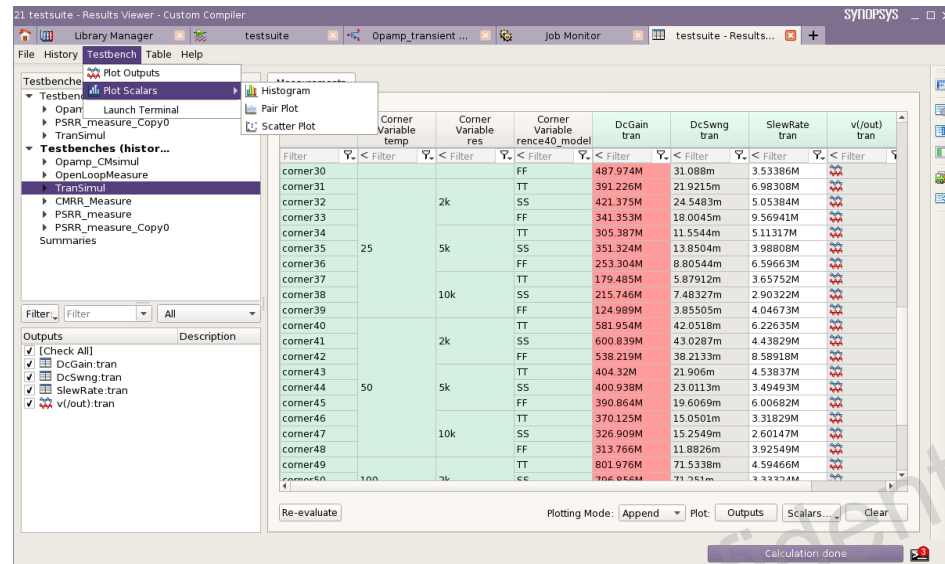 21 testsuite - Results Viewer - Custom Compiler
SYNOPSYS
Library Manager testsuite Opamp_transient ... Job Monitor testsuite - Results...
File History Testbench Table Help
Plot Outputs
Plot Scalars
Launch Terminal
Histogram
Pair Plot
Scatter Plot
PSRR_measure_Copy0
TranSimul
Testbenches (histor...
Opamp_CMsimul
OpenLoopMeasure
TranSimul
CMRR_Measure
PSRR_measure
PSRR_measure_Copy0
Summaries
Filter: Filter All
Outputs Description
[Check All]
DcGain:tran
DcSwng:tran
SlewRate:tran
v(/out):tran
Corner Variable temp
Corner Variable res
Corner Variable rence40_model
DcGain tran
DcSwng tran
SlewRate tran
v(/out) tran
Filter < Filter < Filter < Filter < Filter < Filter < Filter < Filter
corner30 FF 487.974M 31.088m 3.53386M
corner31 TT 391.226M 21.9215m 6.98308M
corner32 2k SS 421.375M 24.5483m 5.05384M
corner33 FF 341.353M 18.0045m 9.56941M
corner34 TT 305.387M 11.5544m 5.11317M
corner35 25 5k SS 351.324M 13.8504m 3.98808M
corner36 FF 253.304M 8.80544m 6.59663M
corner37 TT 179.485M 5.87912m 3.65752M
corner38 10k SS 215.746M 7.48327m 2.90322M
corner39 FF 124.989M 3.85505m 4.04673M
corner40 TT 581.954M 42.0518m 6.22635M
corner41 2k SS 600.839M 43.0287m 4.43829M
corner42 FF 538.219M 38.2133m 8.58918M
corner43 TT 404.32M 21.906m 4.53837M
corner44 50 5k SS 400.938M 23.0113m 3.49493M
corner45 FF 390.864M 19.6069m 6.00682M
corner46 TT 370.125M 15.0501m 3.31829M
corner47 10k SS 326.909M 15.2549m 2.60147M
corner48 FF 313.766M 11.8826m 3.92549M
corner49 TT 801.976M 71.5338m 4.59466M
corner50 100 2k SS 796.856M 71.251m 3.33324M
Re-evaluate Plotting Mode: Append Plot: Outputs Scalars... Clear
Calculation done
3